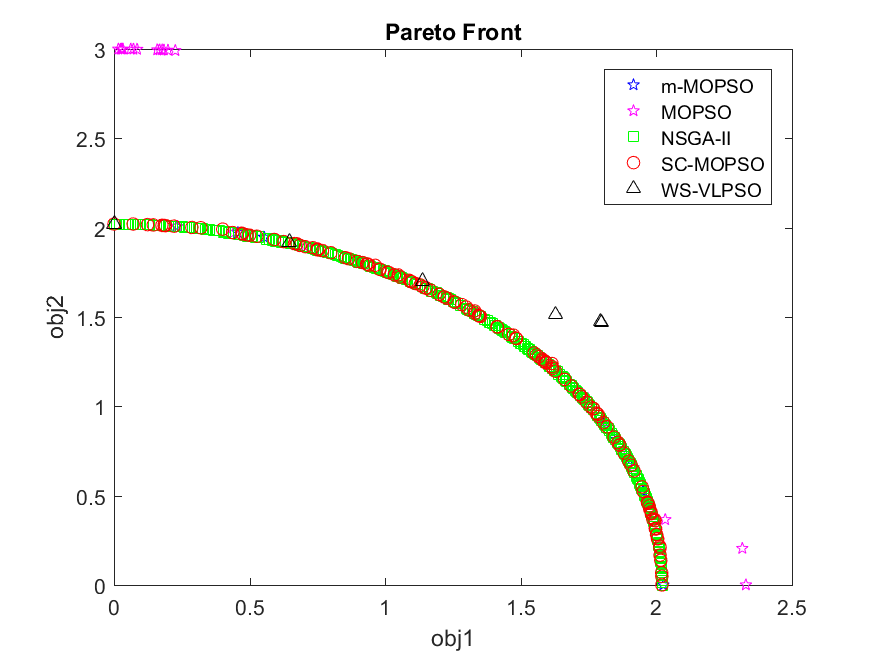 Pareto Front
3
2.5
2
1.5
1
0.5
0
obj2
0
0.5
1
1.5
2
2.5
obj1
m-MOPSO
MOPSO
NSGA-II
SC-MOPSO
WS-VLPSO